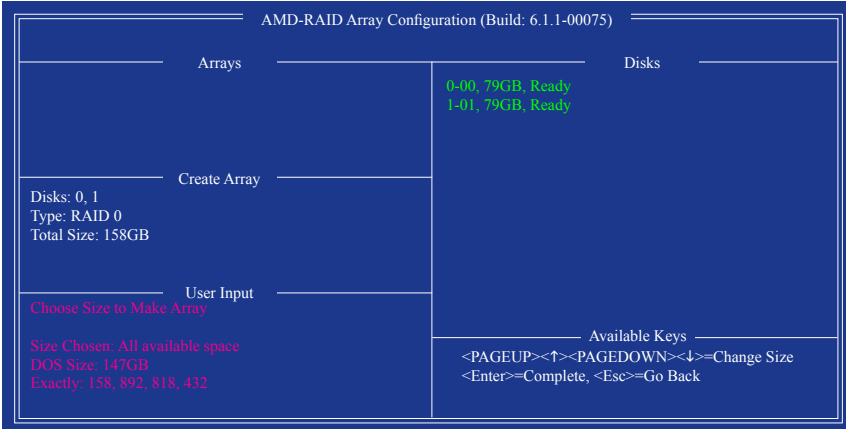 AMD-RAID Array Configuration (Build: 6.1.1-00075)
Arrays
Create Array
Disks: 0, 1
Type: RAID 0
Total Size: 158GB
User Input
Choose Size to Make Array
Size Chosen: All available space
DOS Size: 147GB
Exactly: 158, 892, 818, 432
Disks
0-00, 79GB, Ready
1-01, 79GB, Ready
Available Keys
<PAGEUP><↑><PAGEDOWN><↓>=Change Size
<Enter>=Complete, <Esc>=Go Back